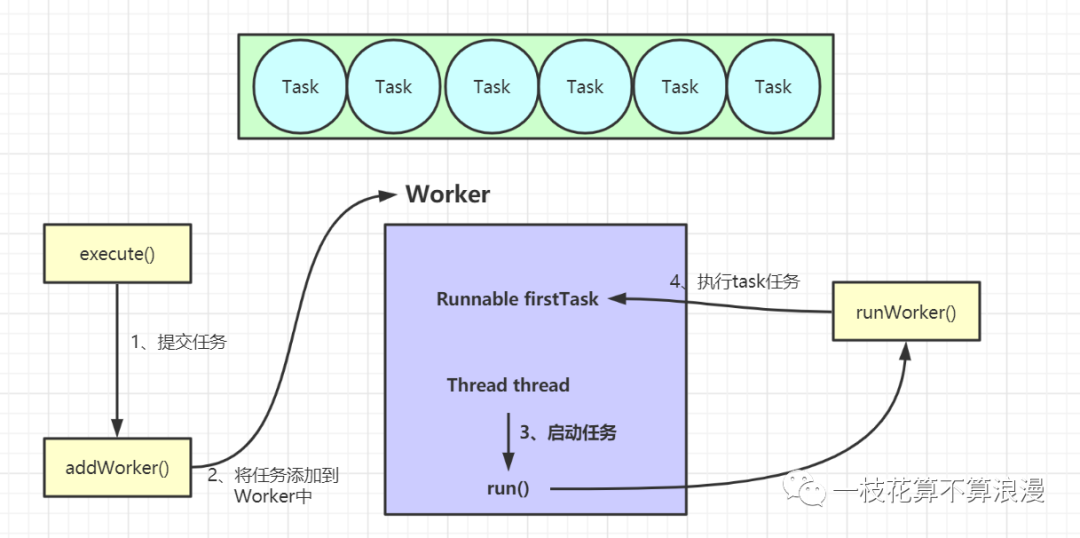 Task Task Task Task Task Task
Worker
execute()
4、执行task任务
Runnable firstTask
runWorker()
1、提交任务
Thread thread
3、启动任务
addWorker()
2、将任务添加到
Worker中
run()
一枝花算不算浪漫